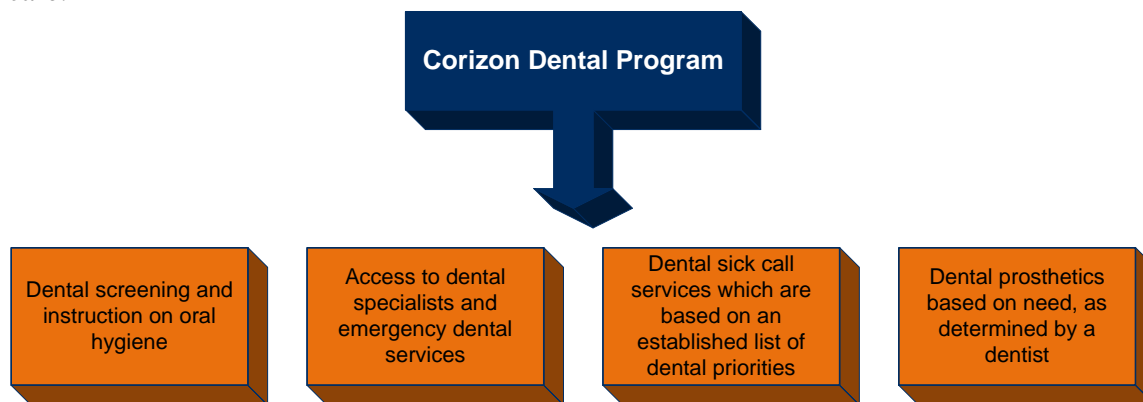 Corizon Dental Program
Dental screening and
instruction on oral
hygiene
Access to dental
specialists and
emergency dental
services
Dental sick call
services which are
based on an
established list of
dental priorities
Dental prosthetics
based on need, as
determined by a
dentist